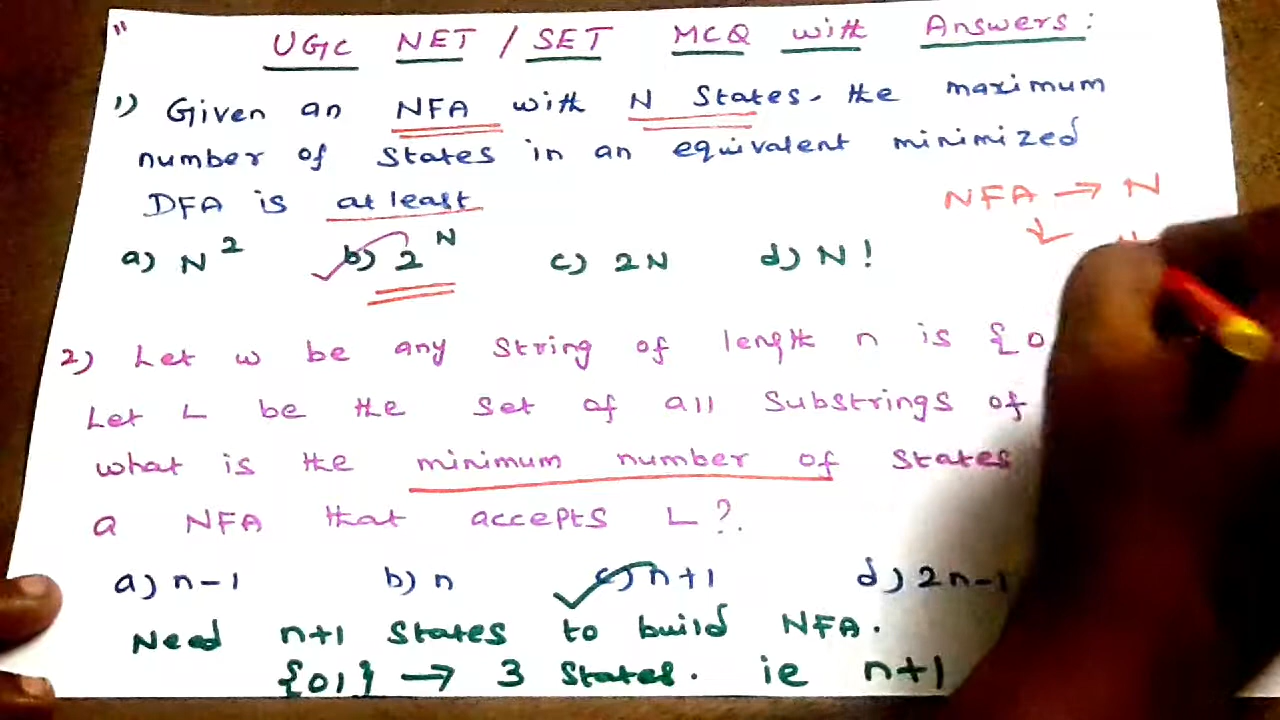 "
UGC NET / SET MCQ with Answers :
1) Given an NFA with N States. the maximum
number of states in an equivalent minimized
DFA is at least
a) N² b) 2^N c) 2N d) N!
NFA → N
↓
2) Let w be any string of length n is {0
Let L be the set of all substrings of
what is the minimum number of states
a NFA that accepts L?.
a) n-1 b) n c) n+1 d) 2n-1
Need n+1 states to build NFA.
{01} → 3 states. ie n+1